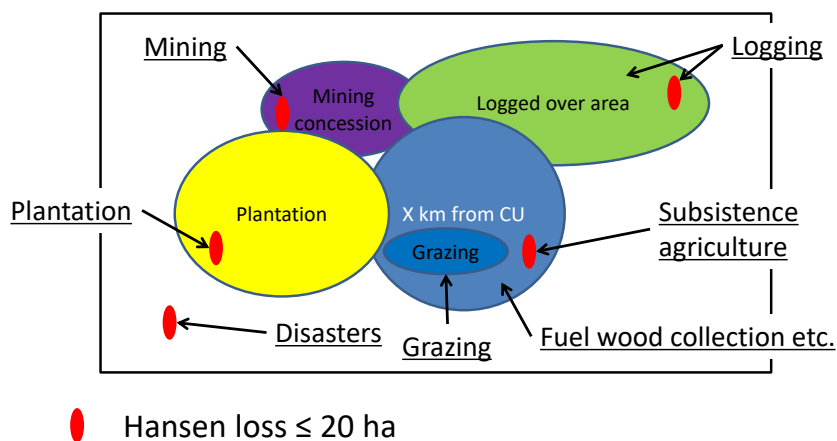 Mining
Logging
Mining
concession
Logged over area
Plantation
Plantation
X km from CU
Subsistence
agriculture
Grazing
Disasters
Grazing
Fuel wood collection etc.
Hansen loss ≤ 20 ha